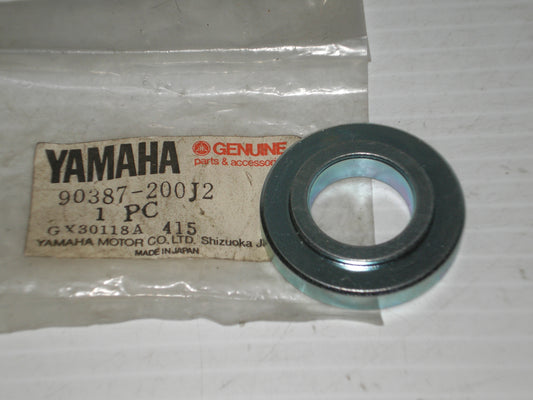 YAMAHA GENUINE
parts & accessories
90387-200J2
1 PC
GX30118A 415
YAMAHA MOTOR CO.LTD. Shizuoka J
MADE IN JAPAN